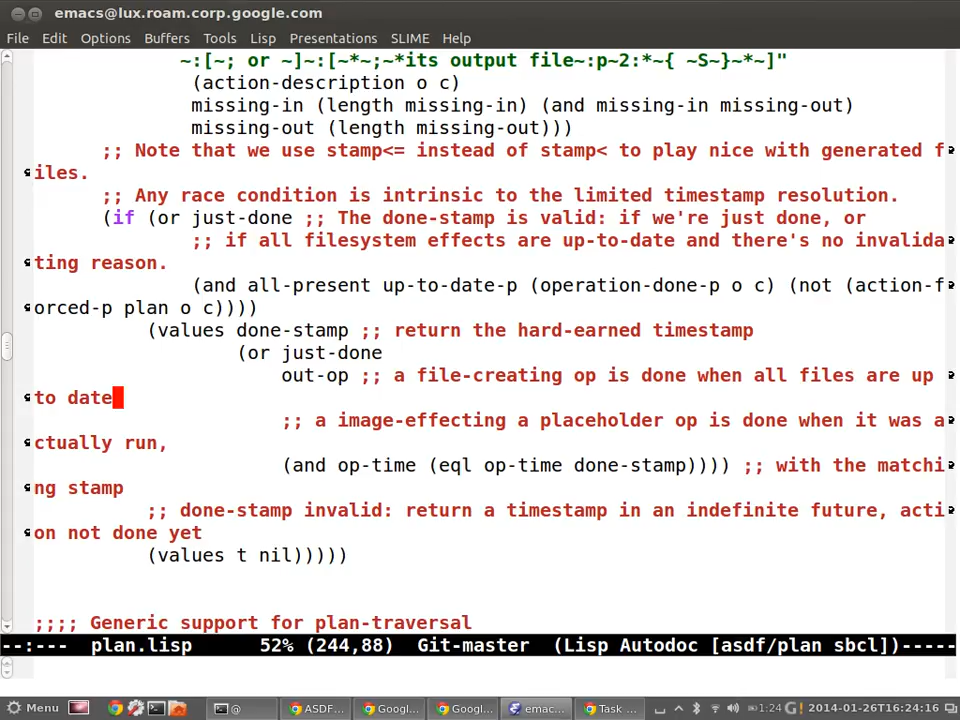 emacs@lux.roam.corp.google.com
File Edit Options Buffers Tools Lisp Presentations SLIME Help
~:[~; or ~]~:[~*~;~*its output file~:p~2:*~{ ~S~}~*~]"
(action-description o c)
missing-in (length missing-in) (and missing-in missing-out)
missing-out (length missing-out)))
;; Note that we use stamp<= instead of stamp< to play nice with generated f
iles.
;; Any race condition is intrinsic to the limited timestamp resolution.
(if (or just-done ;; The done-stamp is valid: if we're just done, or
;; if all filesystem effects are up-to-date and there's no invalida
ting reason.
(and all-present up-to-date-p (operation-done-p o c) (not (action-f
orced-p plan o c))))
(values done-stamp ;; return the hard-earned timestamp
(or just-done
out-op ;; a file-creating op is done when all files are up
to date
;; a image-effecting a placeholder op is done when it was a
ctually run,
(and op-time (eql op-time done-stamp)))) ;; with the matchi
ng stamp
;; done-stamp invalid: return a timestamp in an indefinite future, acti
on not done yet
(values t nil)))))
;;;; Generic support for plan-traversal
--:--- plan.lisp 52% (244,88) Git-master (Lisp Autodoc [asdf/plan sbcl])-----
Menu @ ASDF... Googl... Googl... emac... Task ... 1:24 2014-01-26T16:24:16